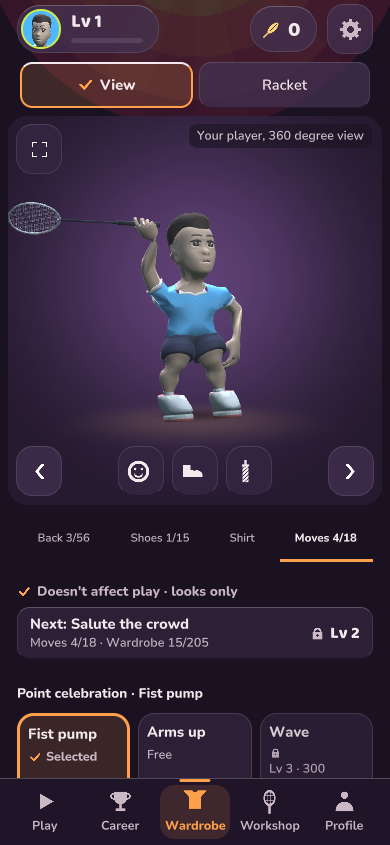 Lv 1
0
View
Racket
Your player, 360 degree view
Back 3/56
Shoes 1/15
Shirt
Moves 4/18
Doesn't affect play · looks only
Next: Salute the crowd
Moves 4/18 · Wardrobe 15/205
Lv 2
Point celebration · Fist pump
Fist pump
Selected
Arms up
Free
Wave
Lv 3 · 300
Play
Career
Wardrobe
Workshop
Profile